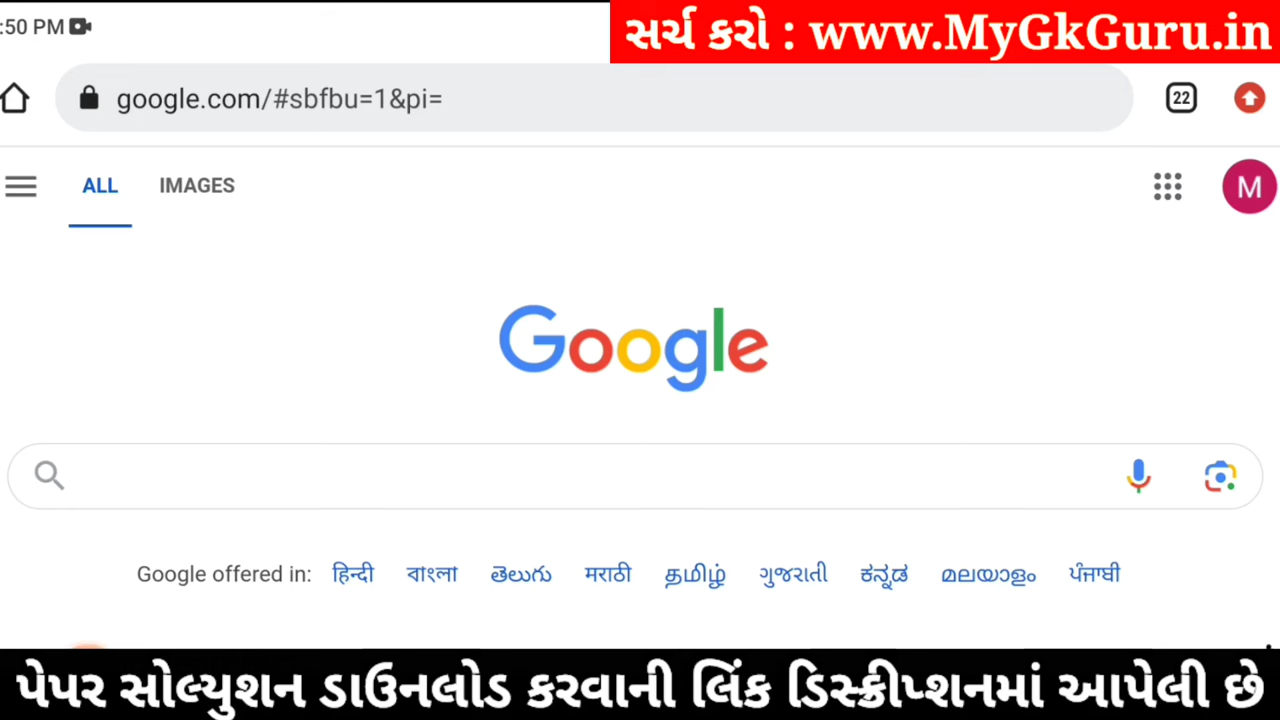 :50 PM
સર્ચ કરો : www.MyGkGuru.in
google.com/#sbfbu=1&pi=
22
ALL IMAGES
M
Google
Google offered in: हिन्दी বাংলা తెలుగు मराठी தமிழ் ગુજરાતી ಕನ್ನಡ മലയാളം ਪੰਜਾਬੀ
પેપર સોલ્યુશન ડાઉનલોડ કરવાની લિંક ડિસ્ક્રીપ્શનમાં આપેલી છે